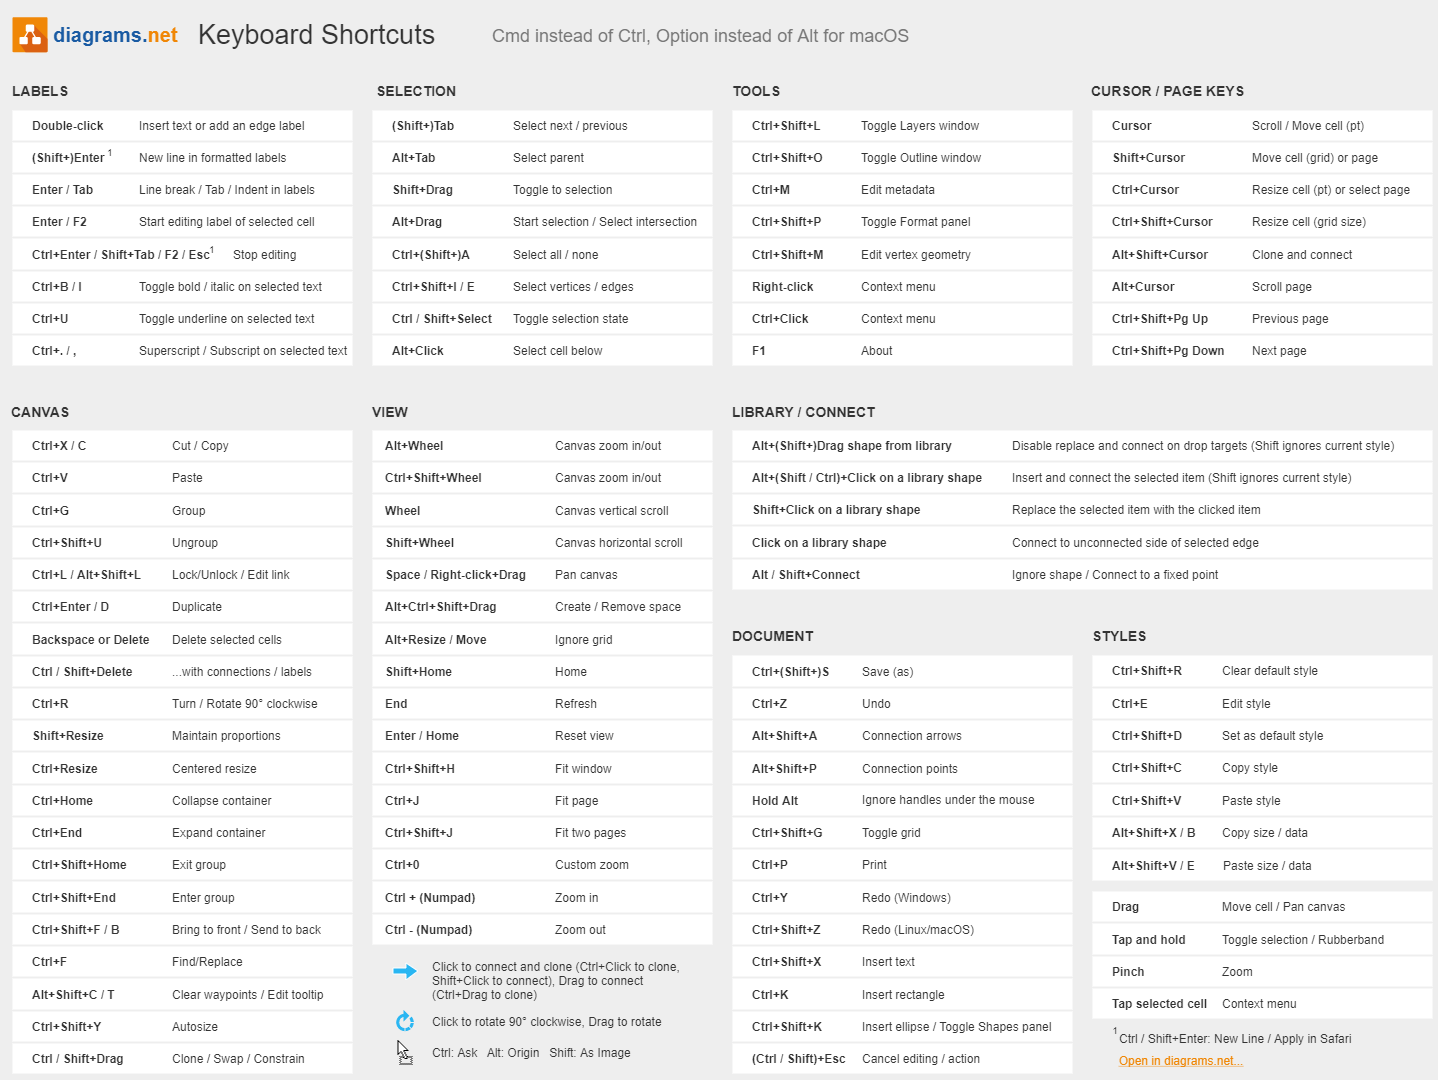 diagrams.net Keyboard Shortcuts Cmd instead of Ctrl, Option instead of Alt for macOS
LABELS
Double-click Insert text or add an edge label
(Shift+)Enter 1 New line in formatted labels
Enter / Tab Line break / Tab / Indent in labels
Enter / F2 Start editing label of selected cell
Ctrl+Enter / Shift+Tab / F2 / Esc1 Stop editing
Ctrl+B / I Toggle bold / italic on selected text
Ctrl+U Toggle underline on selected text
Ctrl+. / , Superscript / Subscript on selected text
SELECTION
(Shift+)Tab Select next / previous
Alt+Tab Select parent
Shift+Drag Toggle to selection
Alt+Drag Start selection / Select intersection
Ctrl+(Shift+)A Select all / none
Ctrl+Shift+I / E Select vertices / edges
Ctrl / Shift+Select Toggle selection state
Alt+Click Select cell below
TOOLS
Ctrl+Shift+L Toggle Layers window
Ctrl+Shift+O Toggle Outline window
Ctrl+M Edit metadata
Ctrl+Shift+P Toggle Format panel
Ctrl+Shift+M Edit vertex geometry
Right-click Context menu
Ctrl+Click Context menu
F1 About
CURSOR / PAGE KEYS
Cursor Scroll / Move cell (pt)
Shift+Cursor Move cell (grid) or page
Ctrl+Cursor Resize cell (pt) or select page
Ctrl+Shift+Cursor Resize cell (grid size)
Alt+Shift+Cursor Clone and connect
Alt+Cursor Scroll page
Ctrl+Shift+Pg Up Previous page
Ctrl+Shift+Pg Down Next page
CANVAS
Ctrl+X / C Cut / Copy
Ctrl+V Paste
Ctrl+G Group
Ctrl+Shift+U Ungroup
Ctrl+L / Alt+Shift+L Lock/Unlock / Edit link
Ctrl+Enter / D Duplicate
Backspace or Delete Delete selected cells
Ctrl / Shift+Delete ...with connections / labels
Ctrl+R Turn / Rotate 90° clockwise
Shift+Resize Maintain proportions
Ctrl+Resize Centered resize
Ctrl+Home Collapse container
Ctrl+End Expand container
Ctrl+Shift+Home Exit group
Ctrl+Shift+End Enter group
Ctrl+Shift+F / B Bring to front / Send to back
Ctrl+F Find/Replace
Alt+Shift+C / T Clear waypoints / Edit tooltip
Ctrl+Shift+Y Autosize
Ctrl / Shift+Drag Clone / Swap / Constrain
VIEW
Alt+Wheel Canvas zoom in/out
Ctrl+Shift+Wheel Canvas zoom in/out
Wheel Canvas vertical scroll
Shift+Wheel Canvas horizontal scroll
Space / Right-click+Drag Pan canvas
Alt+Ctrl+Shift+Drag Create / Remove space
Alt+Resize / Move Ignore grid
Shift+Home Home
End Refresh
Enter / Home Reset view
Ctrl+Shift+H Fit window
Ctrl+J Fit page
Ctrl+Shift+J Fit two pages
Ctrl+0 Custom zoom
Ctrl + (Numpad) Zoom in
Ctrl - (Numpad) Zoom out
Click to connect and clone (Ctrl+Click to clone,
Shift+Click to connect), Drag to connect
(Ctrl+Drag to clone)
Click to rotate 90° clockwise, Drag to rotate
Ctrl: Ask Alt: Origin Shift: As Image
LIBRARY / CONNECT
Alt+(Shift+)Drag shape from library Disable replace and connect on drop targets (Shift ignores current style)
Alt+(Shift / Ctrl)+Click on a library shape Insert and connect the selected item (Shift ignores current style)
Shift+Click on a library shape Replace the selected item with the clicked item
Click on a library shape Connect to unconnected side of selected edge
Alt / Shift+Connect Ignore shape / Connect to a fixed point
DOCUMENT
Ctrl+(Shift+)S Save (as)
Ctrl+Z Undo
Alt+Shift+A Connection arrows
Alt+Shift+P Connection points
Hold Alt Ignore handles under the mouse
Ctrl+Shift+G Toggle grid
Ctrl+P Print
Ctrl+Y Redo (Windows)
Ctrl+Shift+Z Redo (Linux/macOS)
Ctrl+Shift+X Insert text
Ctrl+K Insert rectangle
Ctrl+Shift+K Insert ellipse / Toggle Shapes panel
(Ctrl / Shift)+Esc Cancel editing / action
STYLES
Ctrl+Shift+R Clear default style
Ctrl+E Edit style
Ctrl+Shift+D Set as default style
Ctrl+Shift+C Copy style
Ctrl+Shift+V Paste style
Alt+Shift+X / B Copy size / data
Alt+Shift+V / E Paste size / data
Drag Move cell / Pan canvas
Tap and hold Toggle selection / Rubberband
Pinch Zoom
Tap selected cell Context menu
1 Ctrl / Shift+Enter: New Line / Apply in Safari
Open in diagrams.net...